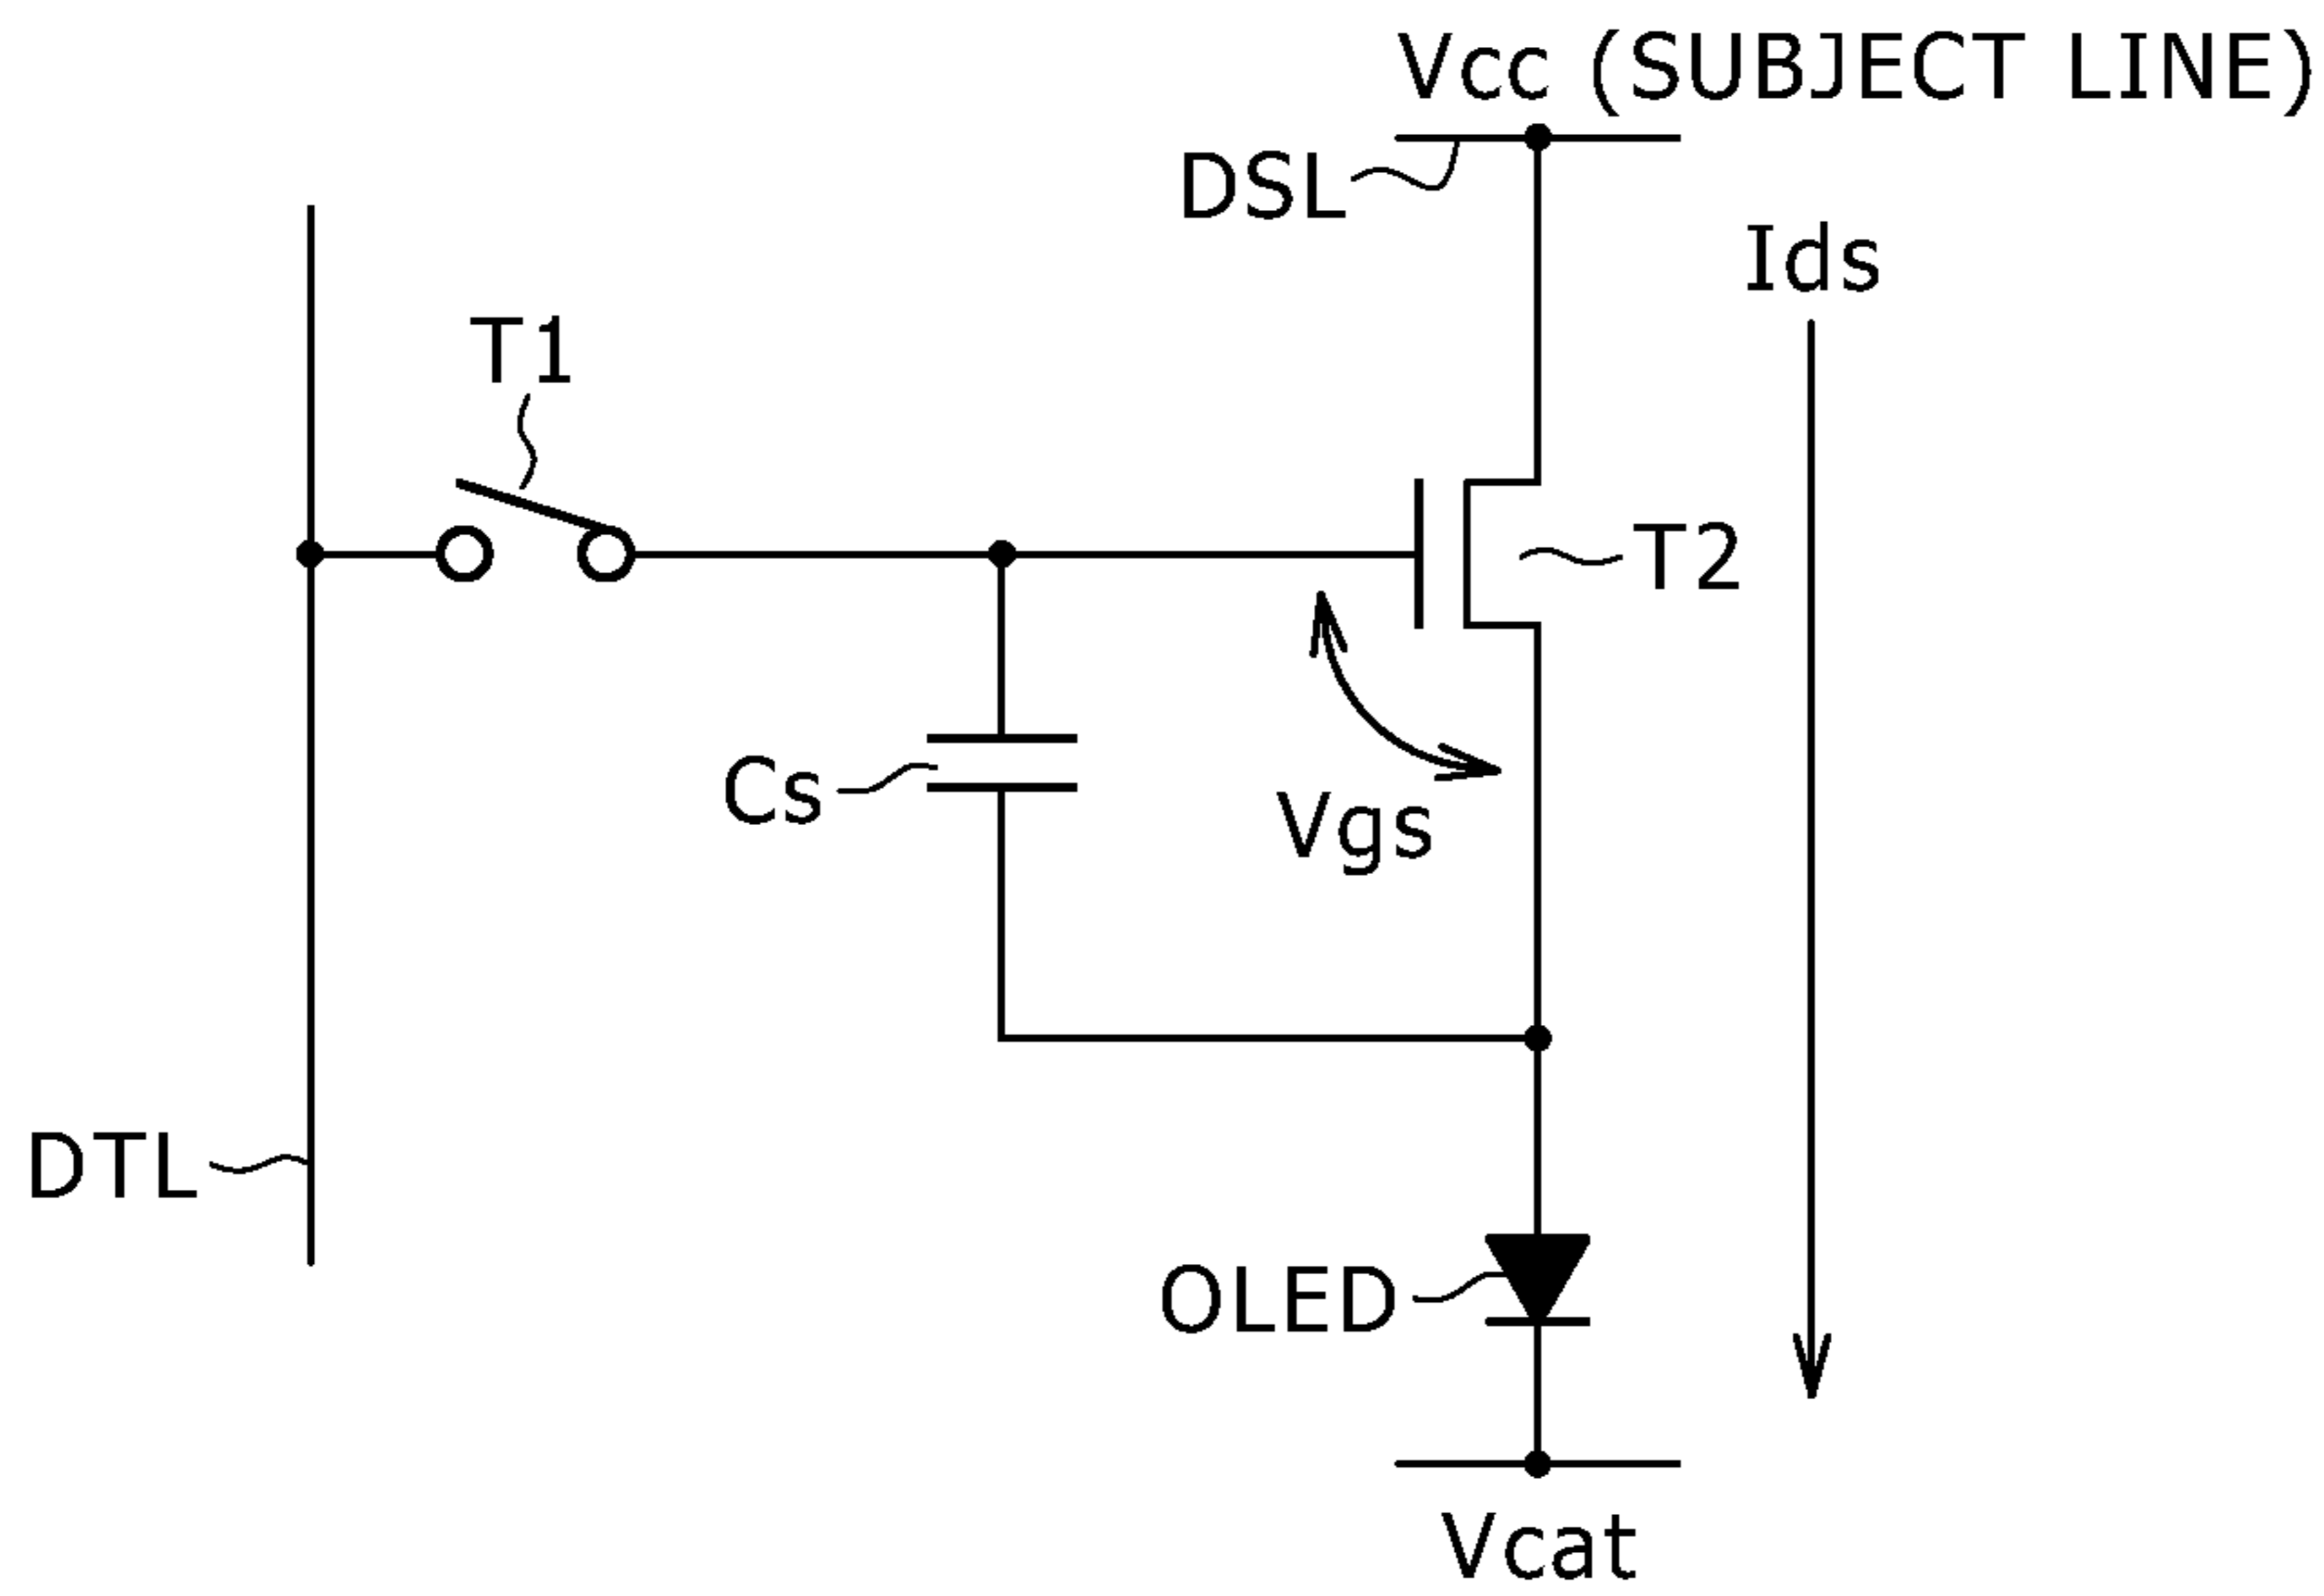 Vcc (SUBJECT LINE)
DSL
Ids
T1
T2
Cs
Vgs
DTL
OLED
Vcat